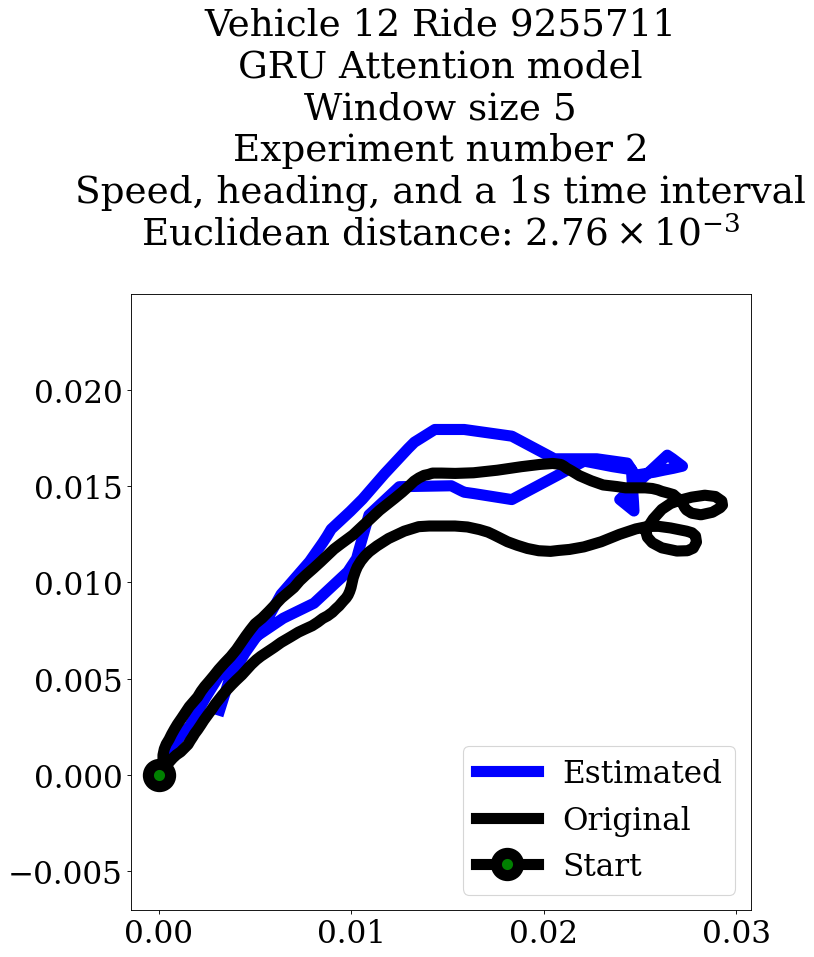 Vehicle 12 Ride 9255711
GRU Attention model
Window size 5
Experiment number 2
Speed, heading, and a 1s time interval
Euclidean distance: 2.76 × 10⁻³
0.020
0.015
0.010
0.005
0.000
−0.005
Estimated
Original
Start
0.00 0.01 0.02 0.03